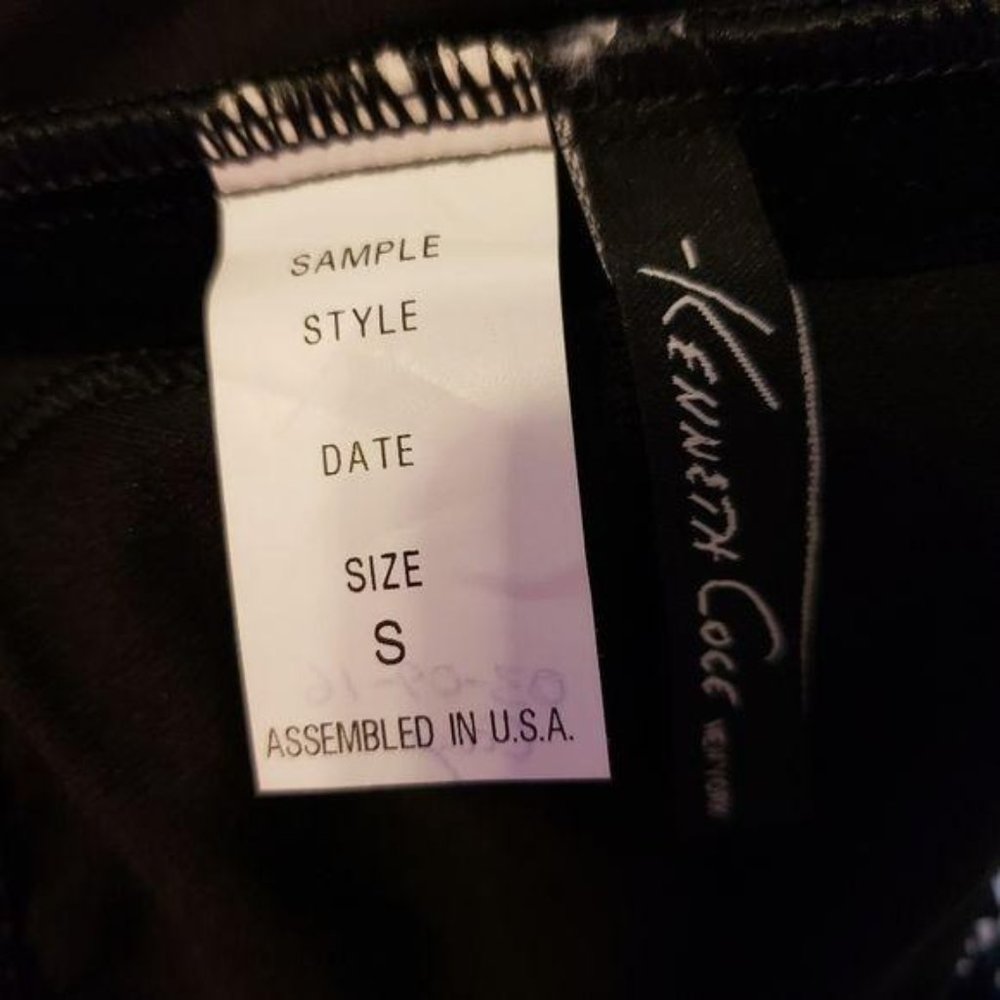 SAMPLE
STYLE
DATE
SIZE
S
ASSEMBLED IN U.S.A.
KENNETH COLE NEW YORK